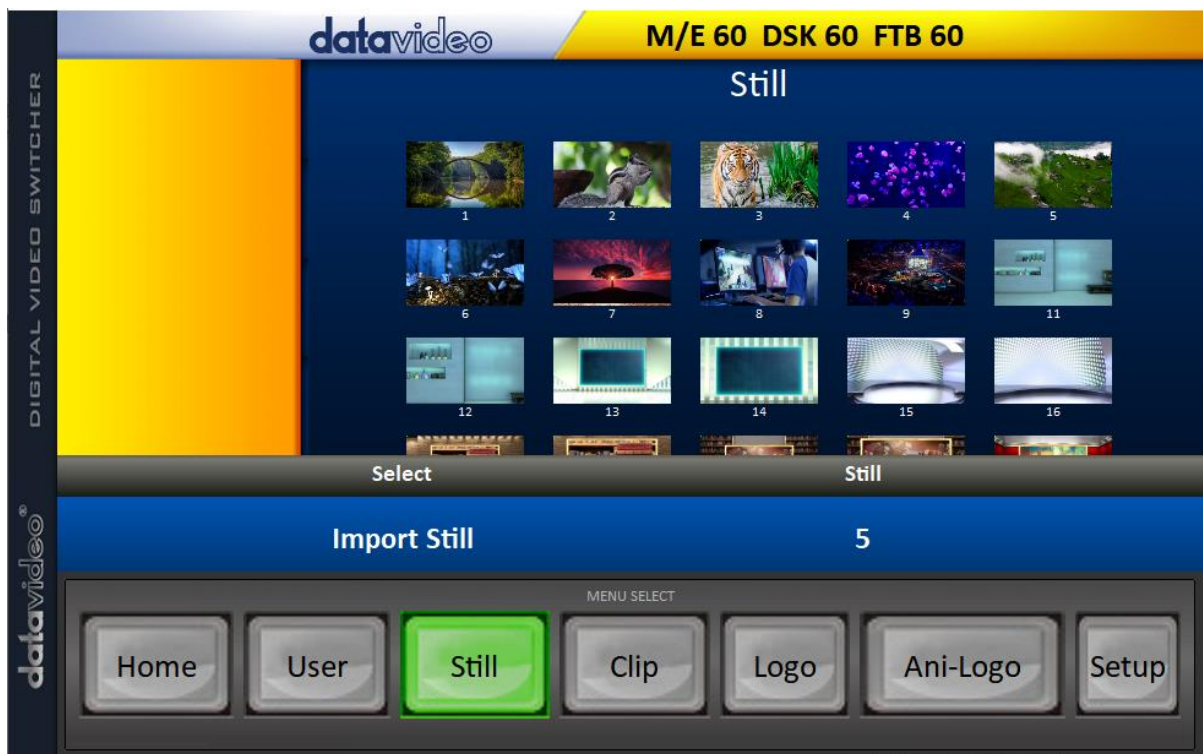 datavideo
M/E 60 DSK 60 FTB 60
DIGITAL VIDEO SWITCHER
datavideo®
Still
1 2 3 4 5
6 7 8 9 11
12 13 14 15 16
Select Still
Import Still 5
MENU SELECT
Home User Still Clip Logo Ani-Logo Setup